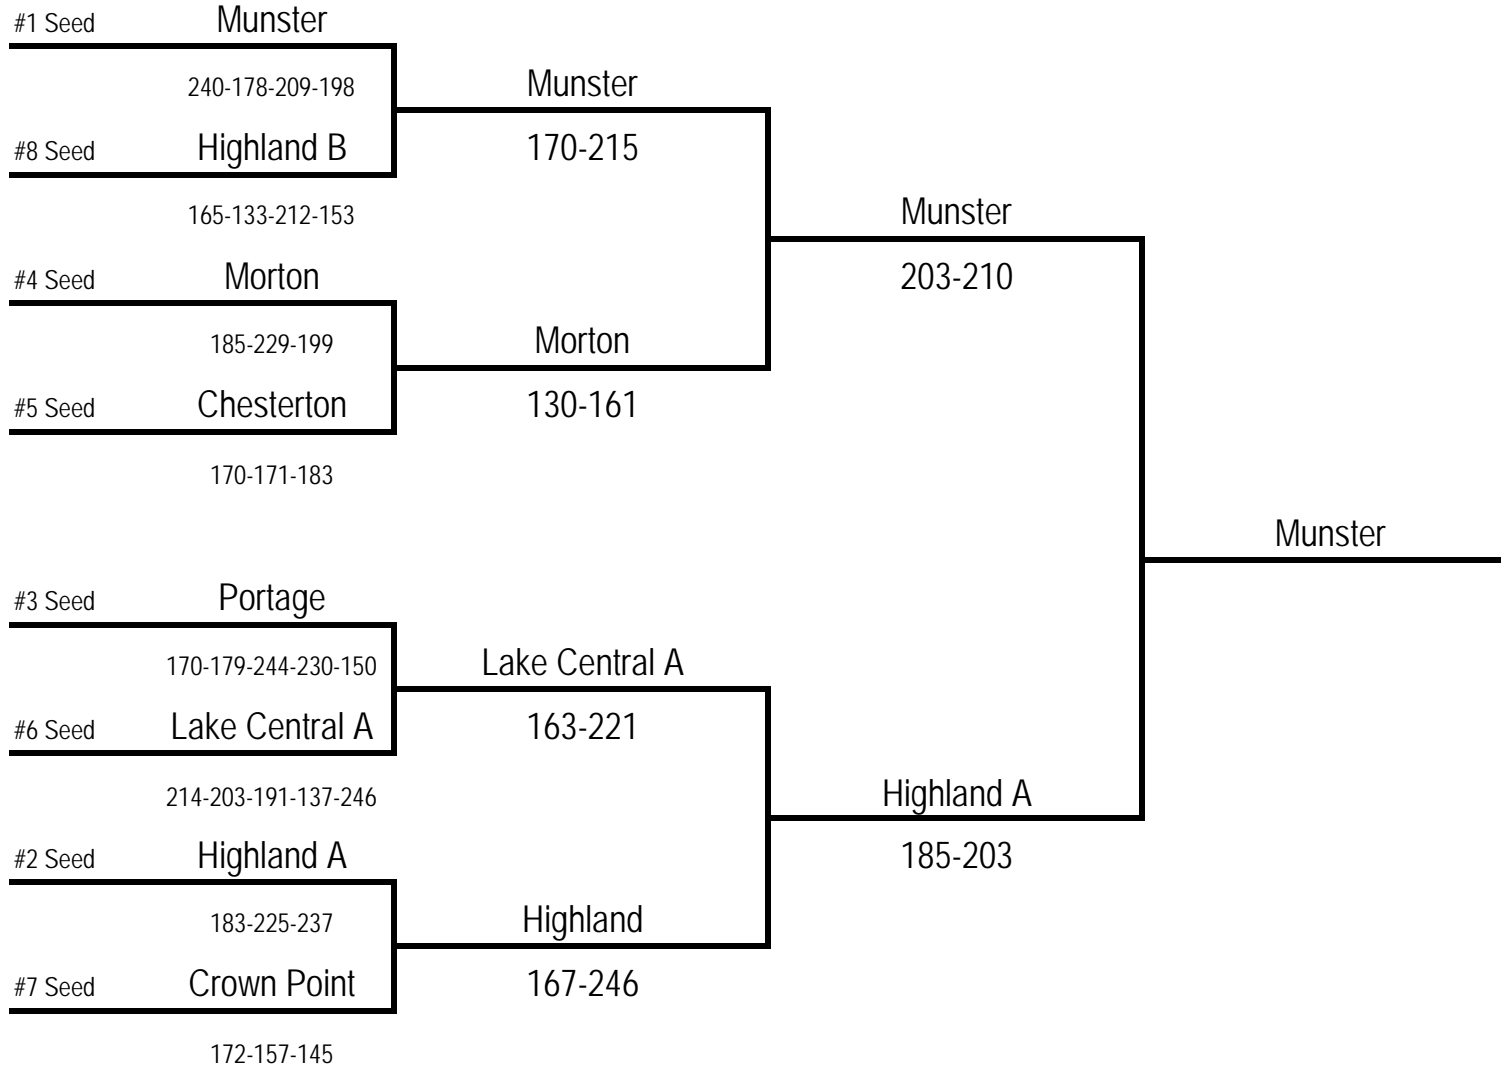 #1 Seed Munster
240-178-209-198
#8 Seed Highland B
165-133-212-153
#4 Seed Morton
185-229-199
#5 Seed Chesterton
170-171-183
#3 Seed Portage
170-179-244-230-150
#6 Seed Lake Central A
214-203-191-137-246
#2 Seed Highland A
183-225-237
#7 Seed Crown Point
172-157-145
Munster
170-215
Morton
130-161
Lake Central A
163-221
Highland
167-246
Munster
203-210
Highland A
185-203
Munster